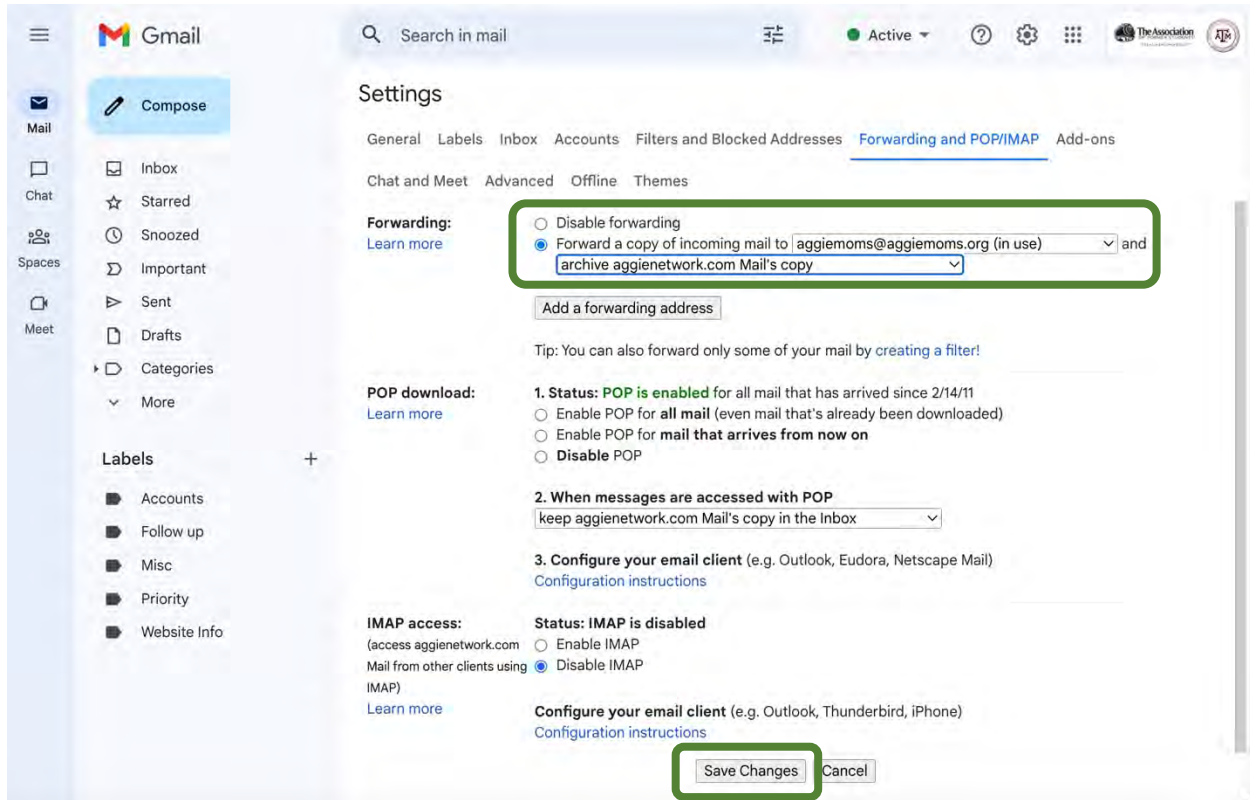 Gmail
Search in mail
Active
The Association
ATM
Mail
Chat
Spaces
Meet
Compose
Inbox
Starred
Snoozed
Important
Sent
Drafts
Categories
More
Labels
+
Accounts
Follow up
Misc
Priority
Website Info
Settings
General Labels Inbox Accounts Filters and Blocked Addresses Forwarding and POP/IMAP Add-ons
Chat and Meet Advanced Offline Themes
Forwarding:
Learn more
Disable forwarding
Forward a copy of incoming mail to aggiemoms@aggiemoms.org (in use) and
archive aggienetwork.com Mail's copy
Add a forwarding address
Tip: You can also forward only some of your mail by creating a filter!
POP download:
Learn more
1. Status: POP is enabled for all mail that has arrived since 2/14/11
Enable POP for all mail (even mail that's already been downloaded)
Enable POP for mail that arrives from now on
Disable POP
2. When messages are accessed with POP
keep aggienetwork.com Mail's copy in the Inbox
3. Configure your email client (e.g. Outlook, Eudora, Netscape Mail)
Configuration instructions
IMAP access:
(access aggienetwork.com
Mail from other clients using
IMAP)
Learn more
Status: IMAP is disabled
Enable IMAP
Disable IMAP
Configure your email client (e.g. Outlook, Thunderbird, iPhone)
Configuration instructions
Save Changes
Cancel